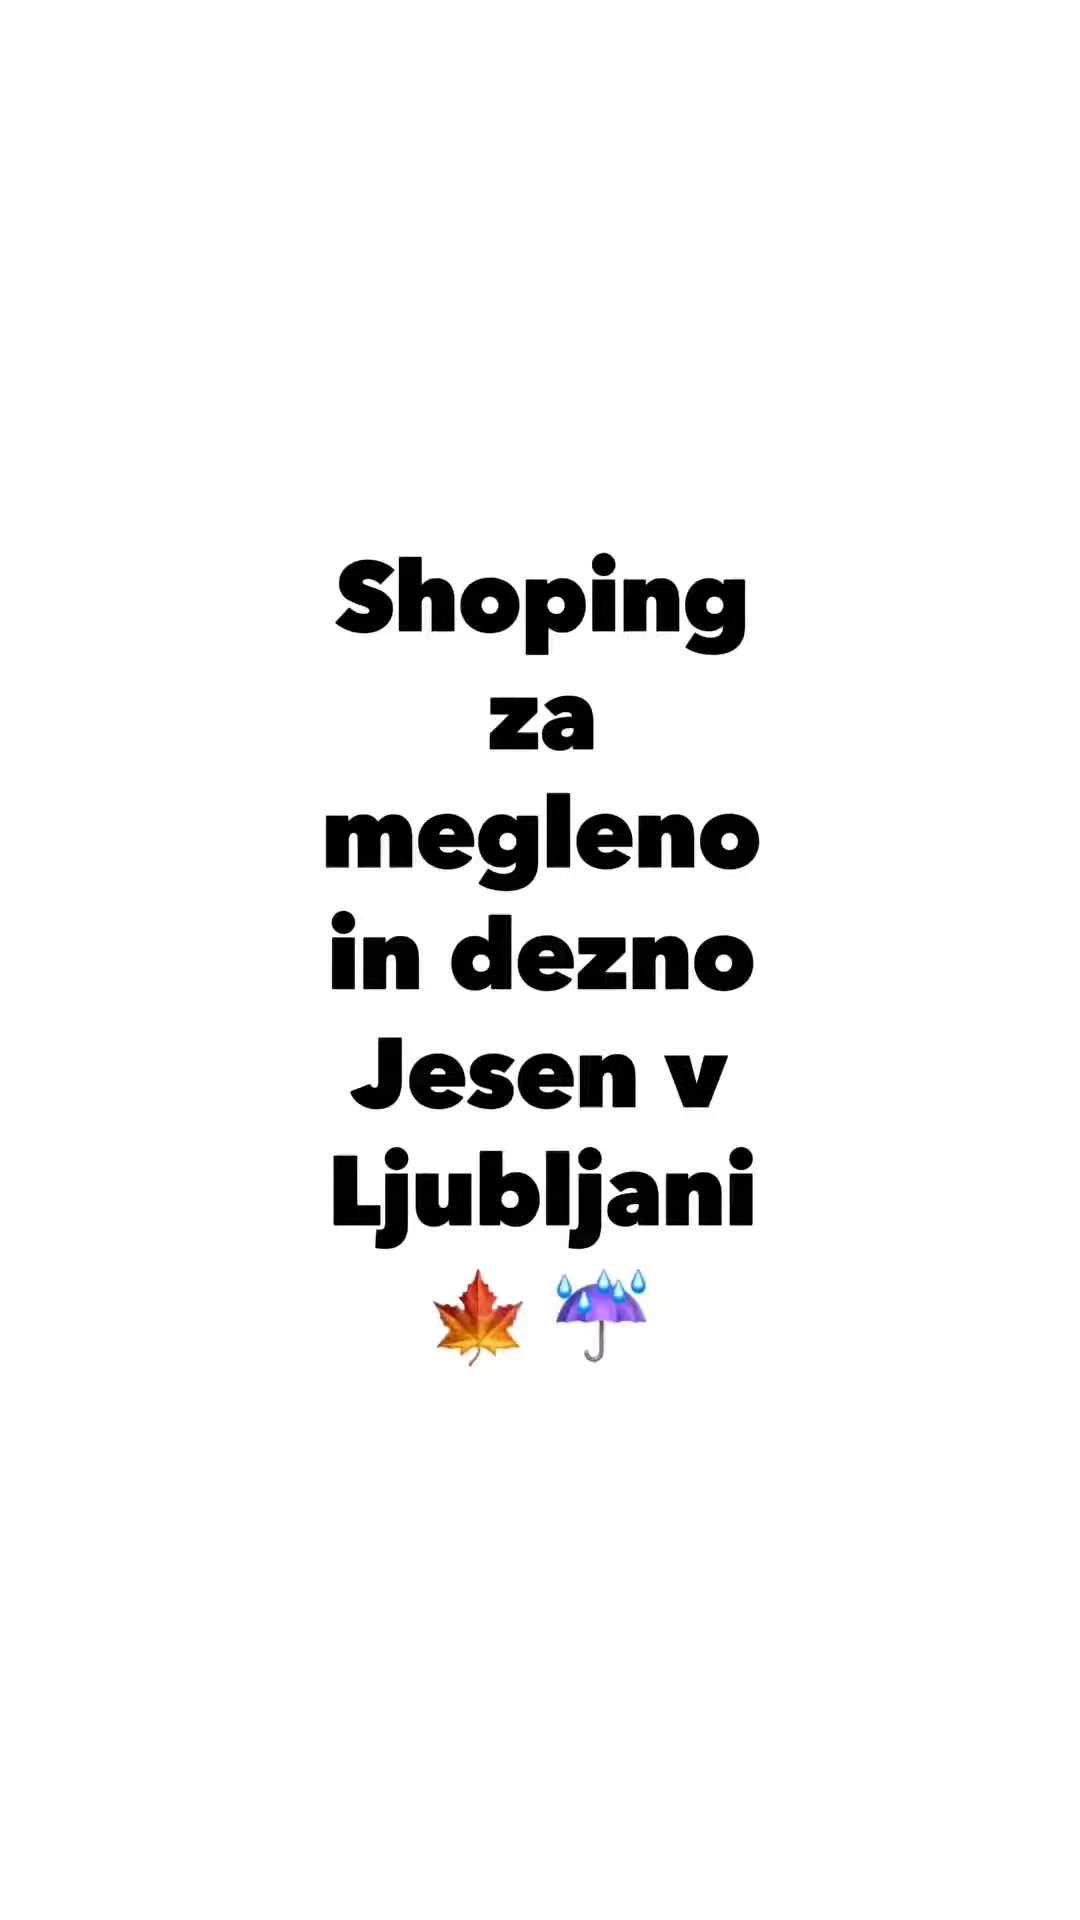 Shoping
za
megleno
in dezno
Jesen v
Ljubljani
🍁 ☔